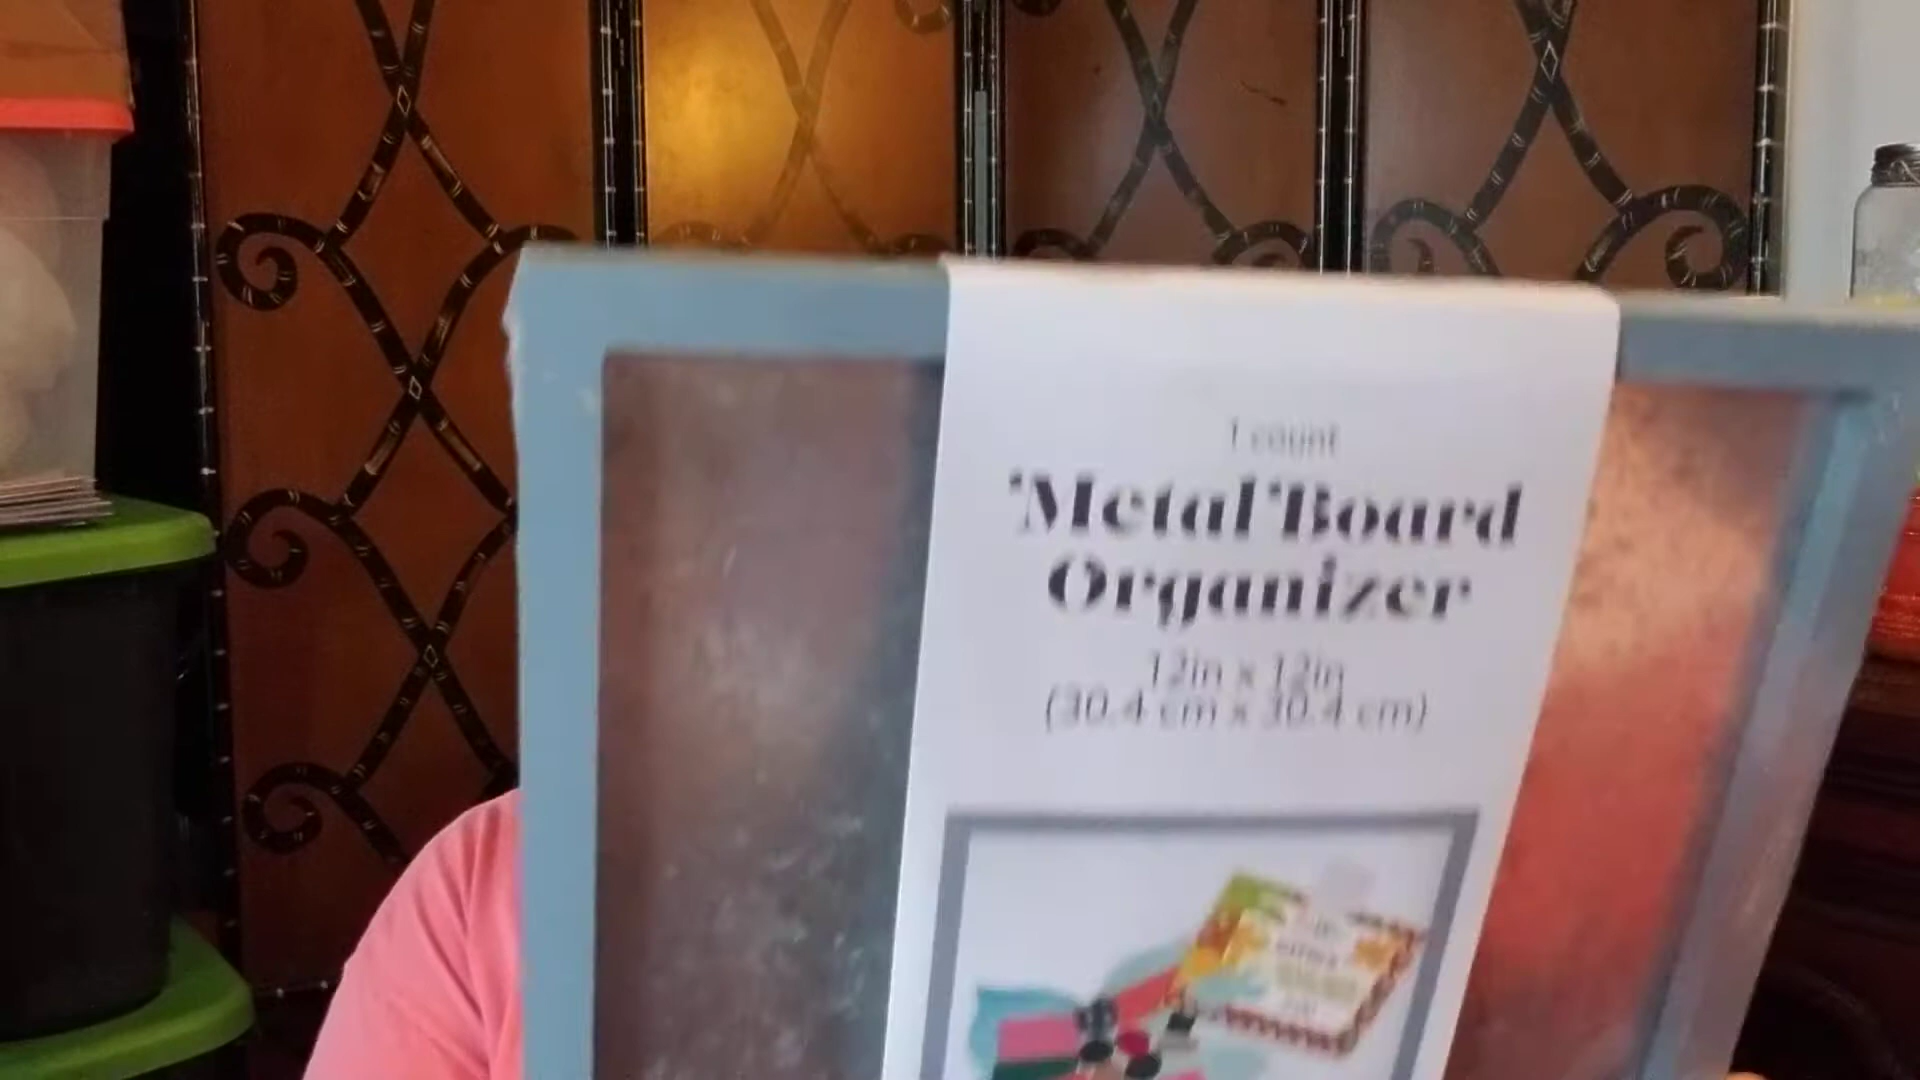 1 count
Metal Board
Organizer
12in x 12in
(30.4 cm x 30.4 cm)